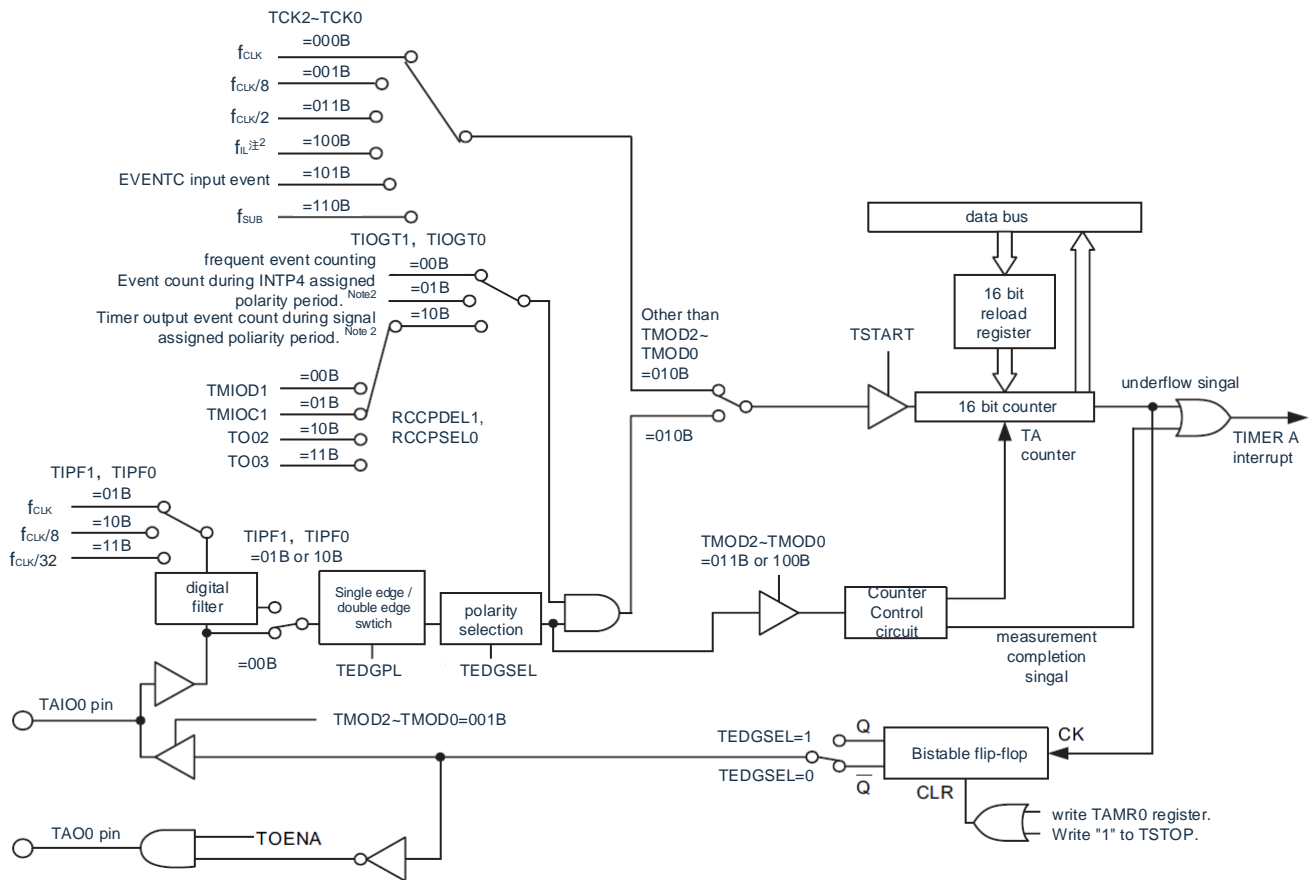 TCK2~TCK0
fCLK =000B
fCLK/8 =001B
fCLK/2 =011B
fIL注2 =100B
EVENTC input event =101B
fSUB =110B
TIOGT1, TIOGT0
frequent event counting =00B
Event count during INTP4 assigned
polarity period. Note2 =01B
Timer output event count during signal =10B
assigned poliarity period. Note 2
TMIOD1 =00B
TMIOC1 =01B
TO02 =10B
TO03 =11B
RCCPDEL1,
RCCPSEL0
TIPF1, TIPF0
fCLK =01B
fCLK/8 =10B
fCLK/32 =11B
digital
filter
TIPF1, TIPF0
=01B or 10B
=00B
Single edge /
double edge
swtich
TEDGPL
polarity
selection
TEDGSEL
Other than
TMOD2~
TMOD0
=010B
=010B
TSTART
data bus
16 bit
reload
register
16 bit counter
TA
counter
underflow singal
TIMER A
interrupt
TMOD2~TMOD0
=011B or 100B
Counter
Control
circuit
measurement
completion
singal
TAIO0 pin
TMOD2~TMOD0=001B
TEDGSEL=1
TEDGSEL=0
Q
Q̅
Bistable flip-flop
CK
CLR
write TAMR0 register.
Write "1" to TSTOP.
TAO0 pin
TOENA